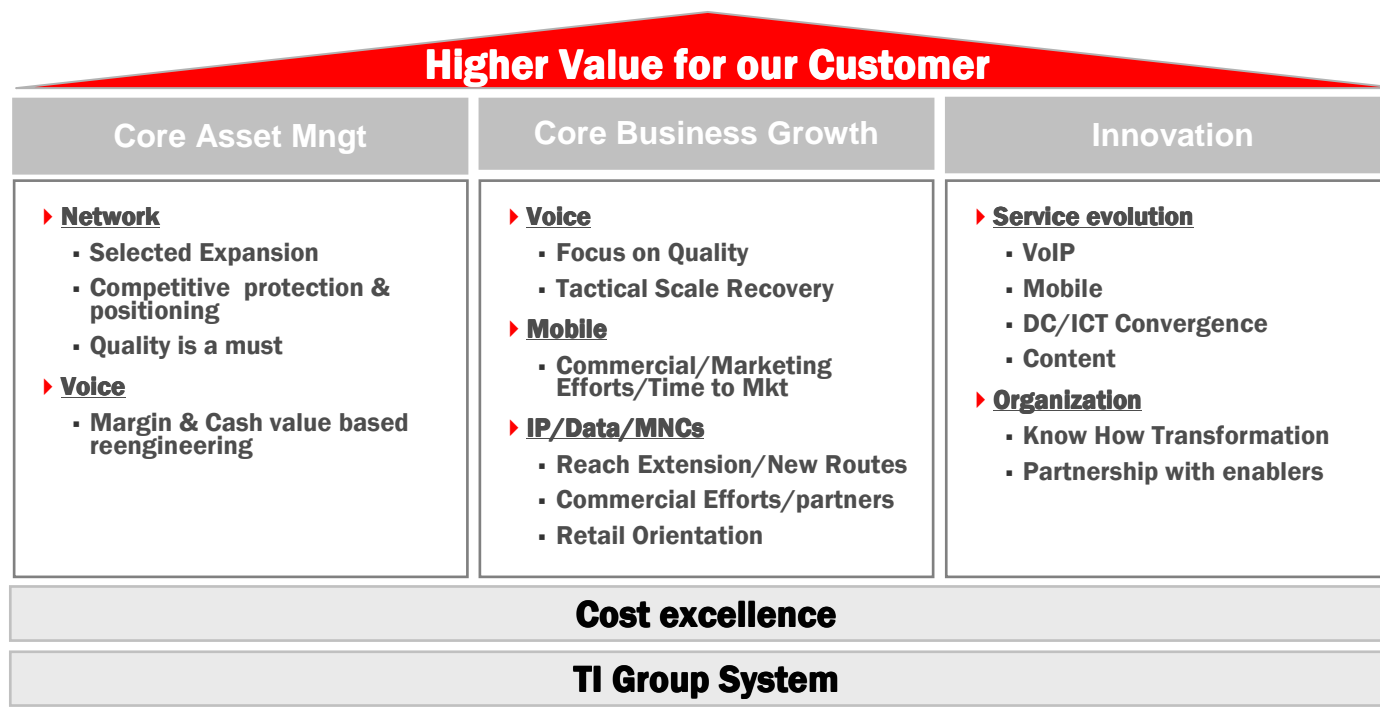 Higher Value for our Customer
Core Asset Mngt
Network
Selected Expansion
Competitive protection &
positioning
Quality is a must
Voice
Margin & Cash value based
reengineering
Core Business Growth
Voice
Focus on Quality
Tactical Scale Recovery
Mobile
Commercial/Marketing
Efforts/Time to Mkt
IP/Data/MNCs
Reach Extension/New Routes
Commercial Efforts/partners
Retail Orientation
Innovation
Service evolution
VoIP
Mobile
DC/ICT Convergence
Content
Organization
Know How Transformation
Partnership with enablers
Cost excellence
TI Group System